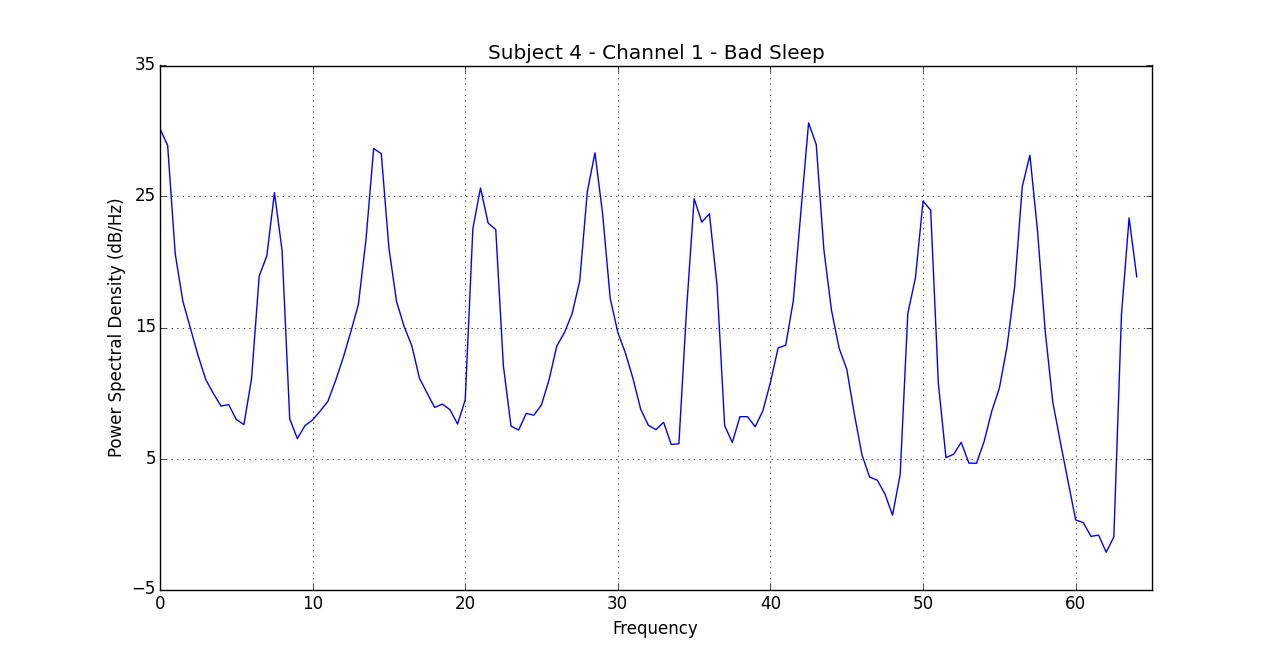 Subject 4 - Channel 1 - Bad Sleep
Power Spectral Density (dB/Hz)
35
25
15
5
−5
0 10 20 30 40 50 60
Frequency